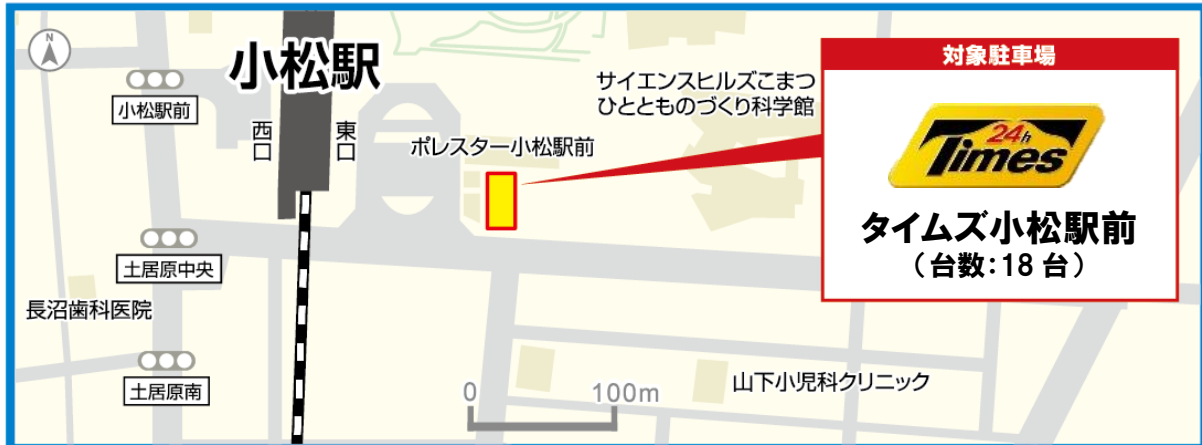 N
小松駅
対象駐車場
小松駅前
サイエンスヒルズこまつ
ひととものづくり科学館
西口
東口
ポレスター小松駅前
24h
Times
タイムズ小松駅前
（台数：18 台）
土居原中央
長沼歯科医院
土居原南
0 100m
山下小児科クリニック